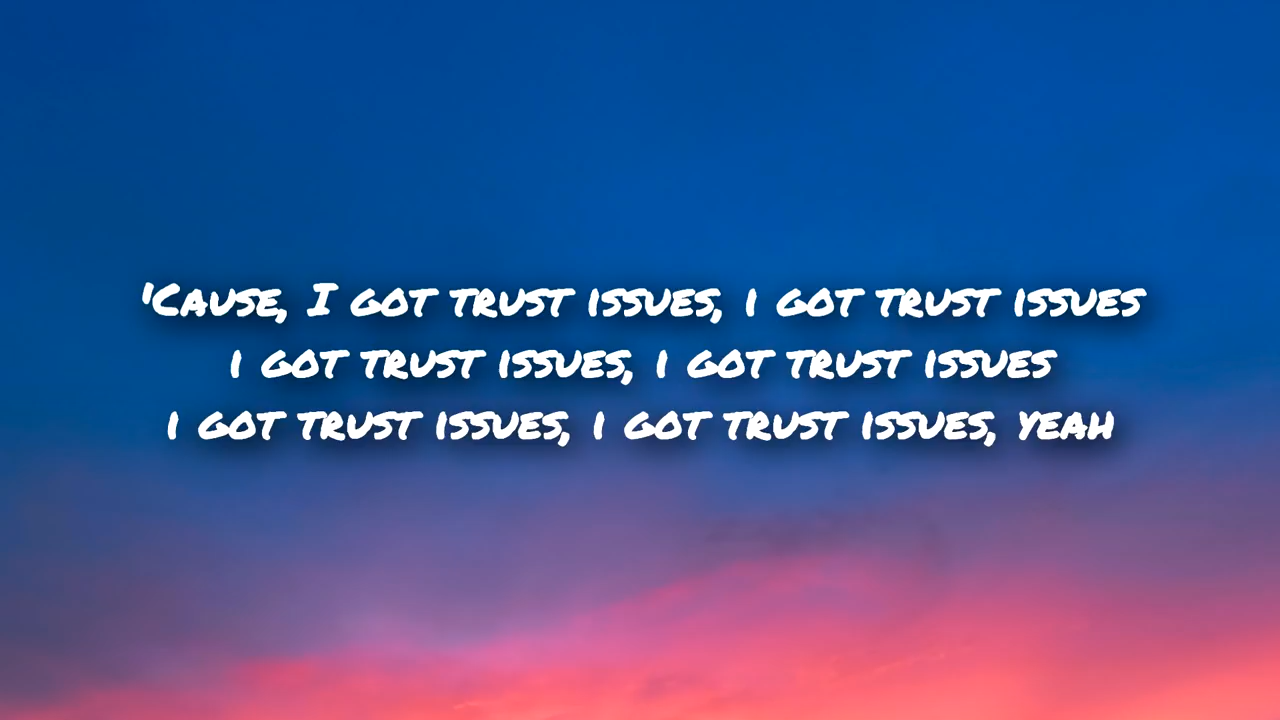 'Cause, I got trust issues, i got trust issues
i got trust issues, i got trust issues
i got trust issues, i got trust issues, yeah